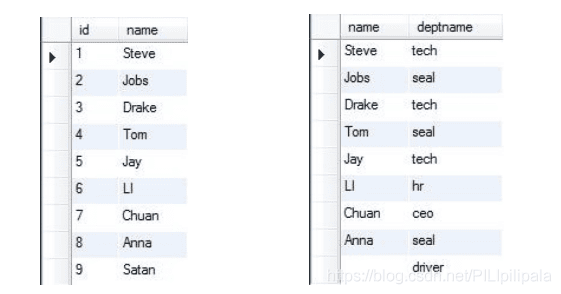 id name
1 Steve
2 Jobs
3 Drake
4 Tom
5 Jay
6 LI
7 Chuan
8 Anna
9 Satan
name deptname
Steve tech
Jobs seal
Drake tech
Tom seal
Jay tech
LI hr
Chuan ceo
Anna seal
driver
https://blog.csdn.net/PILIpilipala